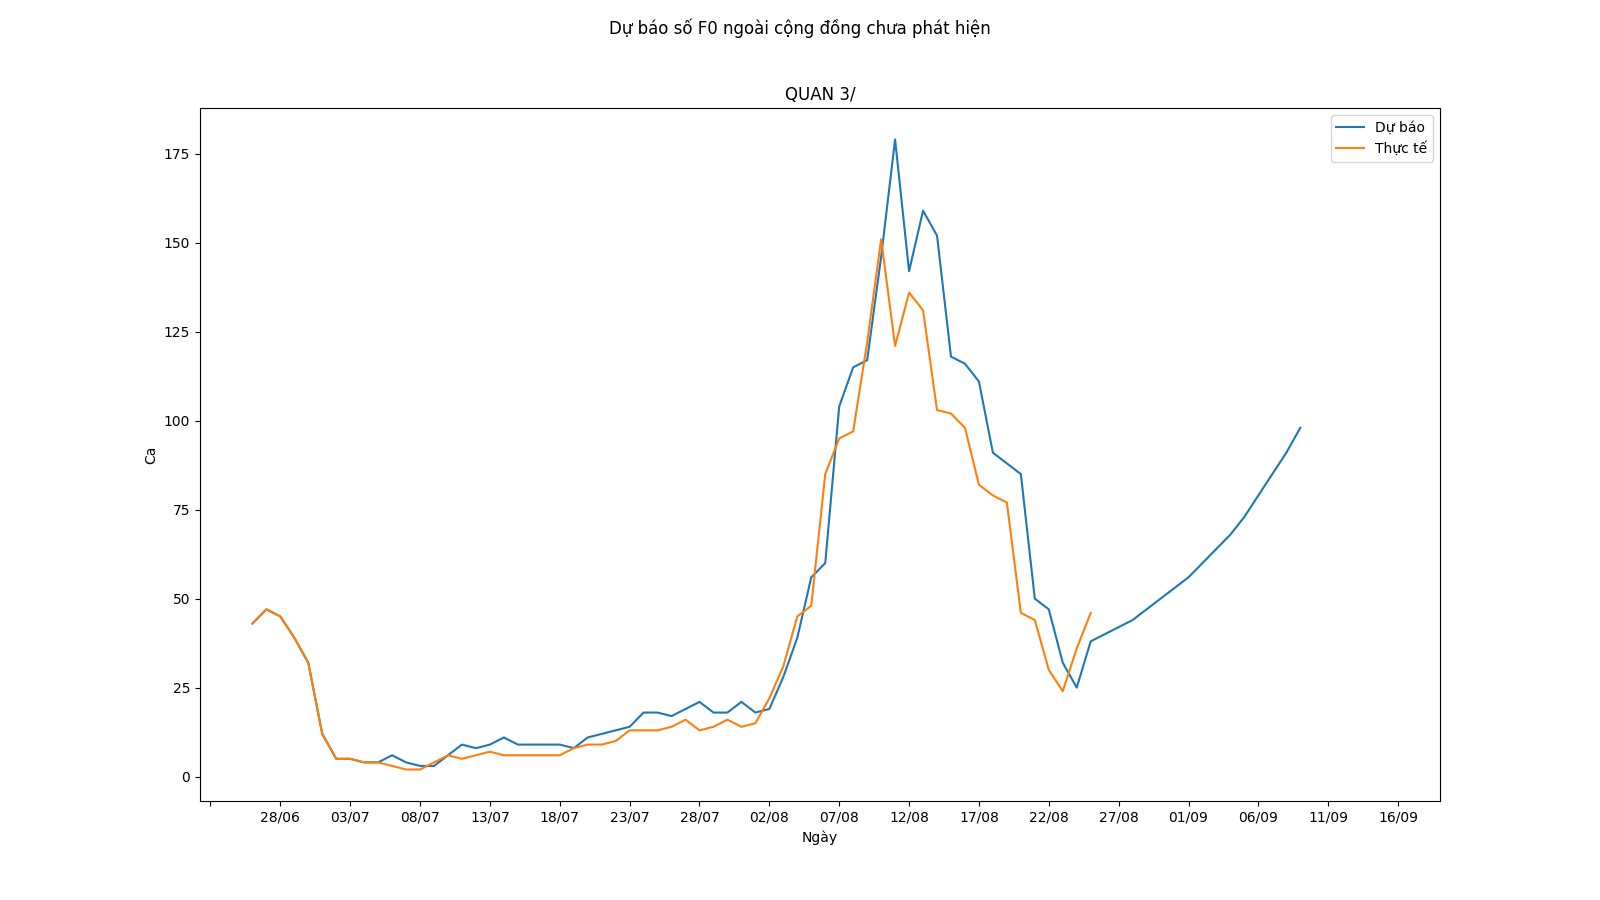 Dự báo số F0 ngoài cộng đồng chưa phát hiện
QUAN 3/
Dự báo
Thực tế
175
150
125
100
75
50
25
0
Ca
28/06 03/07 08/07 13/07 18/07 23/07 28/07 02/08 07/08 12/08 17/08 22/08 27/08 01/09 06/09 11/09 16/09
Ngày